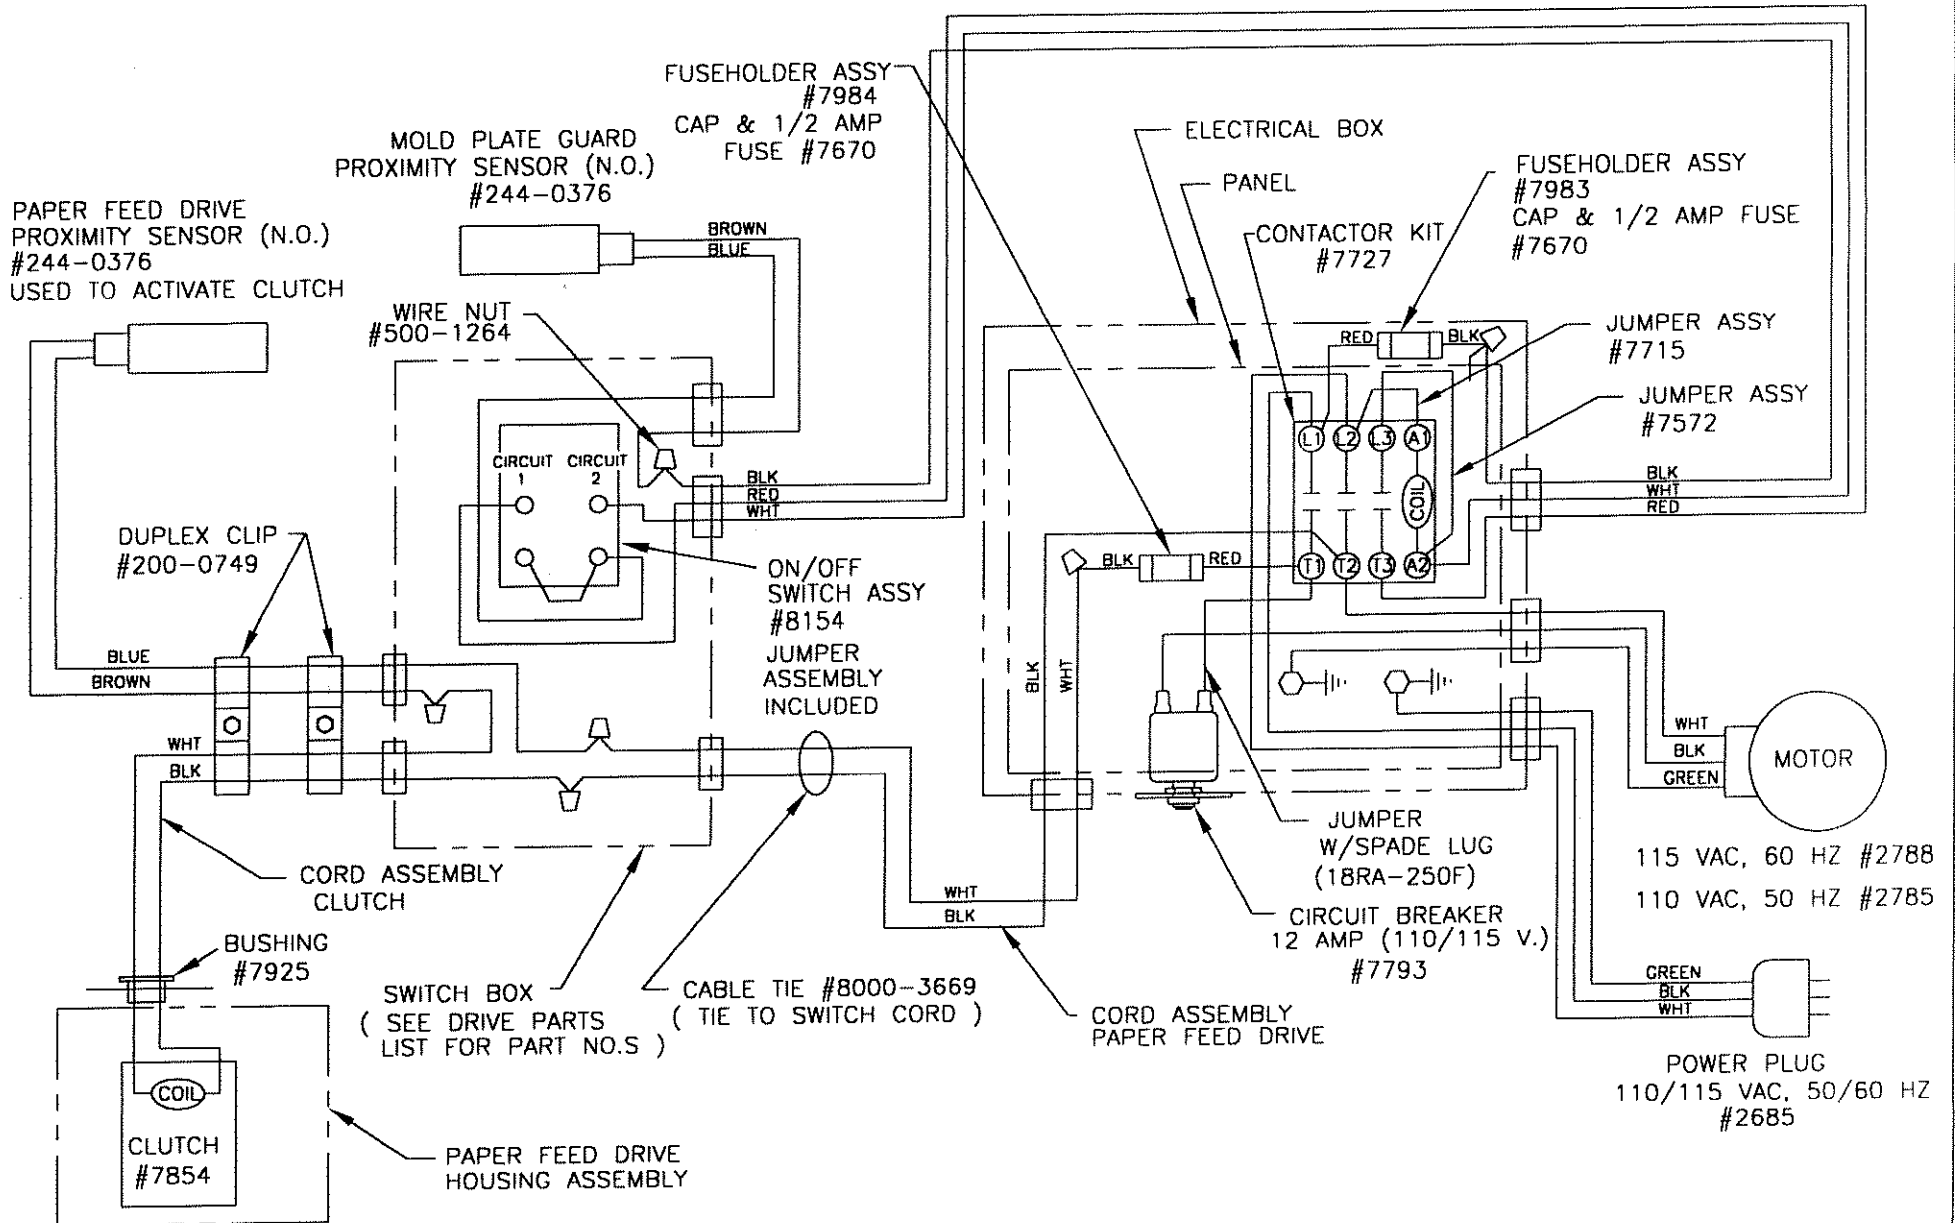 FUSEHOLDER ASSY
#7984
CAP & 1/2 AMP
FUSE #7670
MOLD PLATE GUARD
PROXIMITY SENSOR (N.O.)
#244-0376
ELECTRICAL BOX
PANEL
FUSEHOLDER ASSY
#7983
CAP & 1/2 AMP FUSE
#7670
CONTACTOR KIT
#7727
PAPER FEED DRIVE
PROXIMITY SENSOR (N.O.)
#244-0376
USED TO ACTIVATE CLUTCH
BROWN
BLUE
WIRE NUT
#500-1264
RED
BLK
JUMPER ASSY
#7715
JUMPER ASSY
#7572
L1
L2
L3
A1
COIL
T1
T2
T3
A2
CIRCUIT
1
CIRCUIT
2
BLK
RED
WHT
BLK
WHT
RED
DUPLEX CLIP
#200-0749
ON/OFF
SWITCH ASSY
#8154
JUMPER
ASSEMBLY
INCLUDED
BLK
RED
BLK
WHT
BLUE
BROWN
WHT
BLK
WHT
BLK
GREEN
MOTOR
115 VAC, 60 HZ #2788
110 VAC, 50 HZ #2785
JUMPER
W/SPADE LUG
(18RA-250F)
CIRCUIT BREAKER
12 AMP (110/115 V.)
#7793
CORD ASSEMBLY
CLUTCH
WHT
BLK
BUSHING
#7925
SWITCH BOX
( SEE DRIVE PARTS
LIST FOR PART NO.S )
CABLE TIE #8000-3669
( TIE TO SWITCH CORD )
CORD ASSEMBLY
PAPER FEED DRIVE
GREEN
BLK
WHT
POWER PLUG
110/115 VAC, 50/60 HZ
#2685
COIL
CLUTCH
#7854
PAPER FEED DRIVE
HOUSING ASSEMBLY